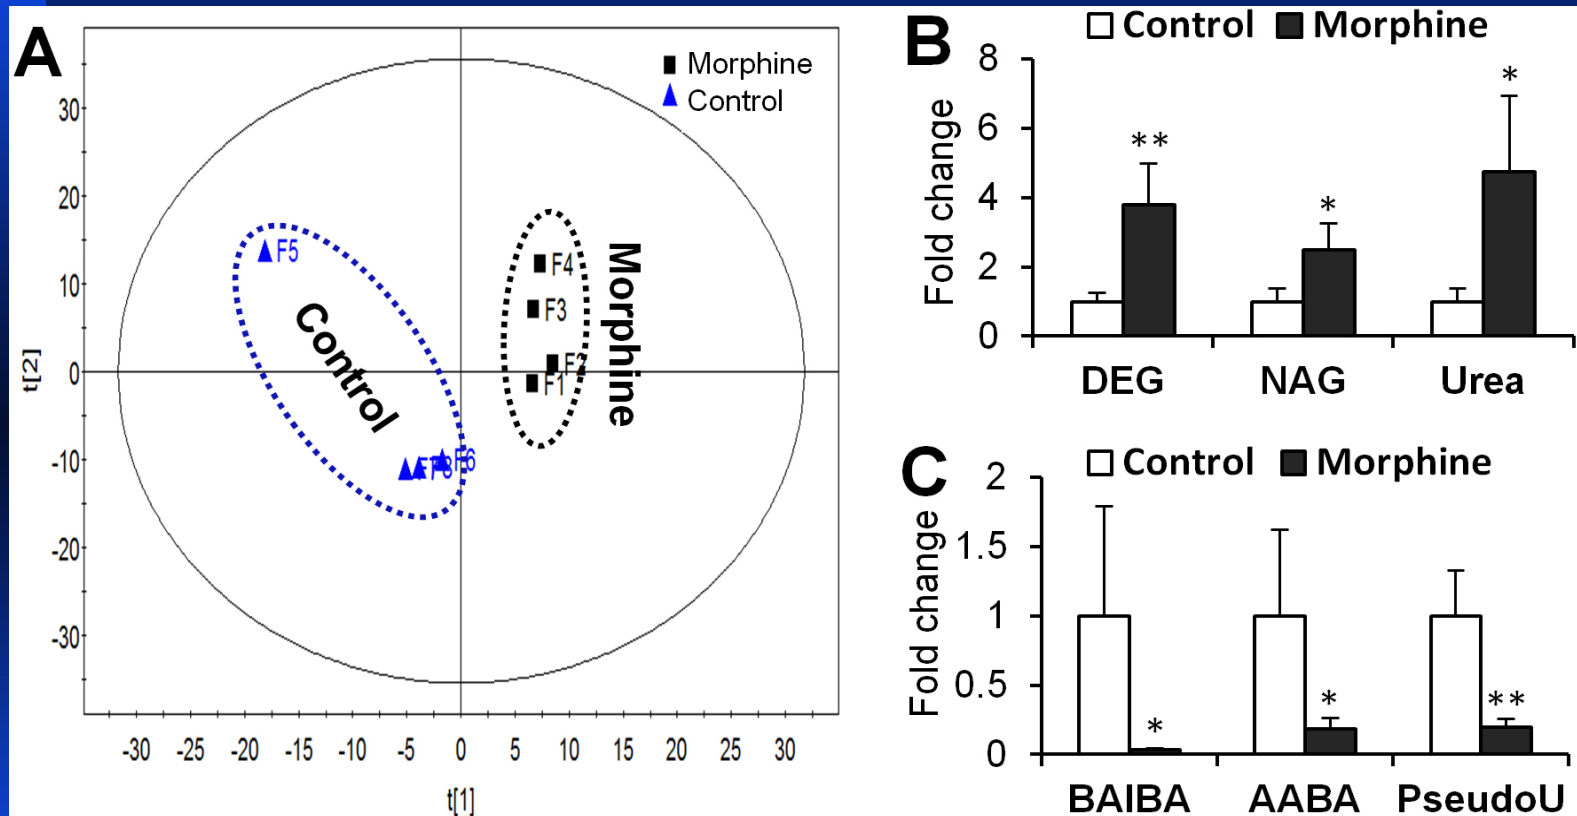 A
Morphine
Control
30
20
10
0
-10
-20
-30
t[2]
F5
Control
F4
F3
F2
F1
Morphine
F6
-30 -25 -20 -15 -10 -5 0 5 10 15 20 25 30
t[1]
B
Control Morphine
Fold change
8
6
4
2
0
**
*
*
DEG NAG Urea
C
Control Morphine
Fold change
2
1.5
1
0.5
0
*
*
**
BAIBA AABA PseudoU